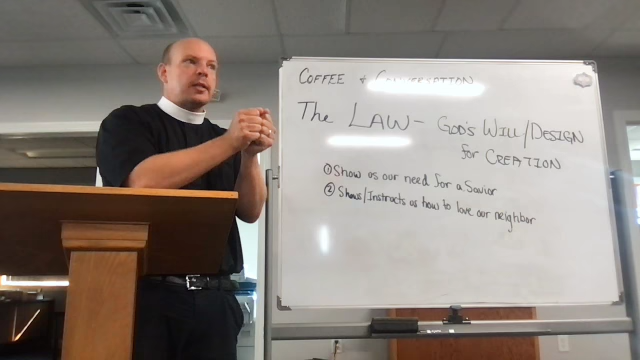 COFFEE + CONVERSATION
The LAW - GOD'S WILL/DESIGN
for CREATION
① Show us our need for a Savior
② Shows/Instructs us how to love our neighbor